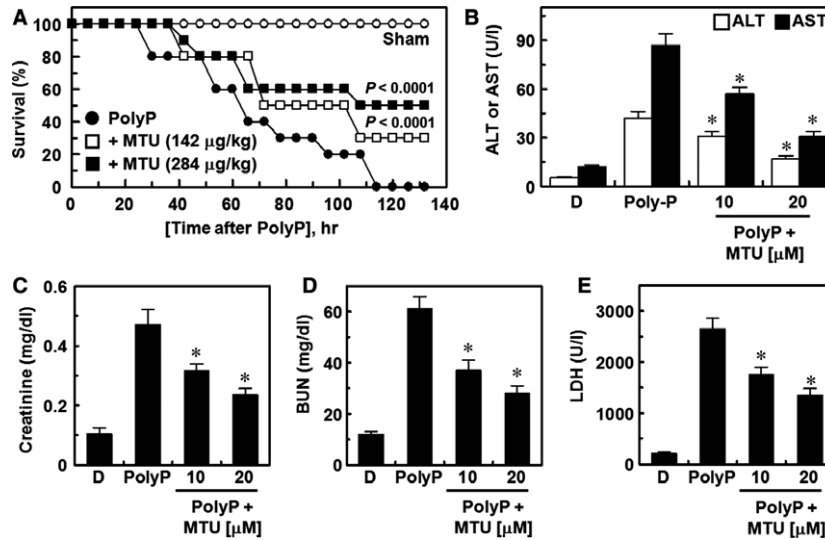 A
Survival (%)
100
80
60
40
20
0
Sham
P < 0.0001
P < 0.0001
PolyP
+ MTU (142 μg/kg)
+ MTU (284 μg/kg)
0 20 40 60 80 100 120 140
[Time after PolyP], hr
B
ALT or AST (U/l)
90
60
30
0
ALT AST
* *
* *
D Poly-P 10 20
PolyP +
MTU [μM]
C
Creatinine (mg/dl)
0.6
0.4
0.2
0
*
*
D PolyP 10 20
PolyP +
MTU [μM]
D
BUN (mg/dl)
60
40
20
0
*
*
D PolyP 10 20
PolyP +
MTU [μM]
E
LDH (U/l)
3000
2000
1000
0
*
*
D PolyP 10 20
PolyP +
MTU [μM]